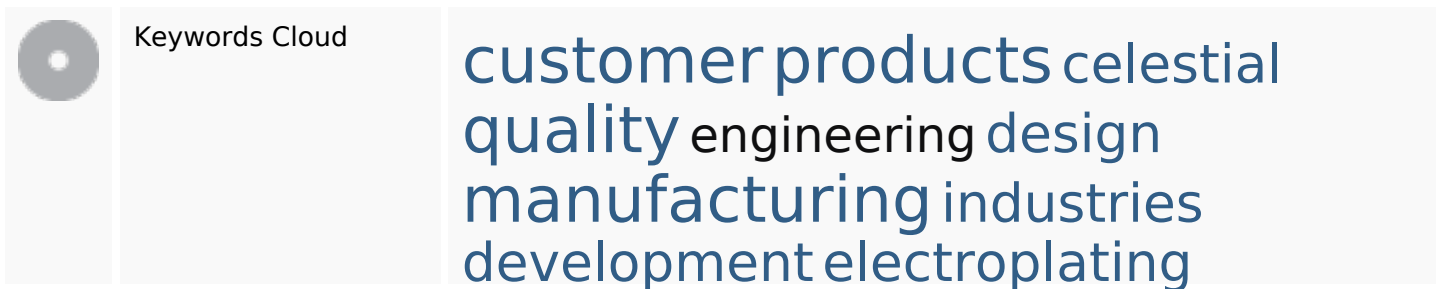 Keywords Cloud
customer products celestial
quality engineering design
manufacturing industries
development electroplating